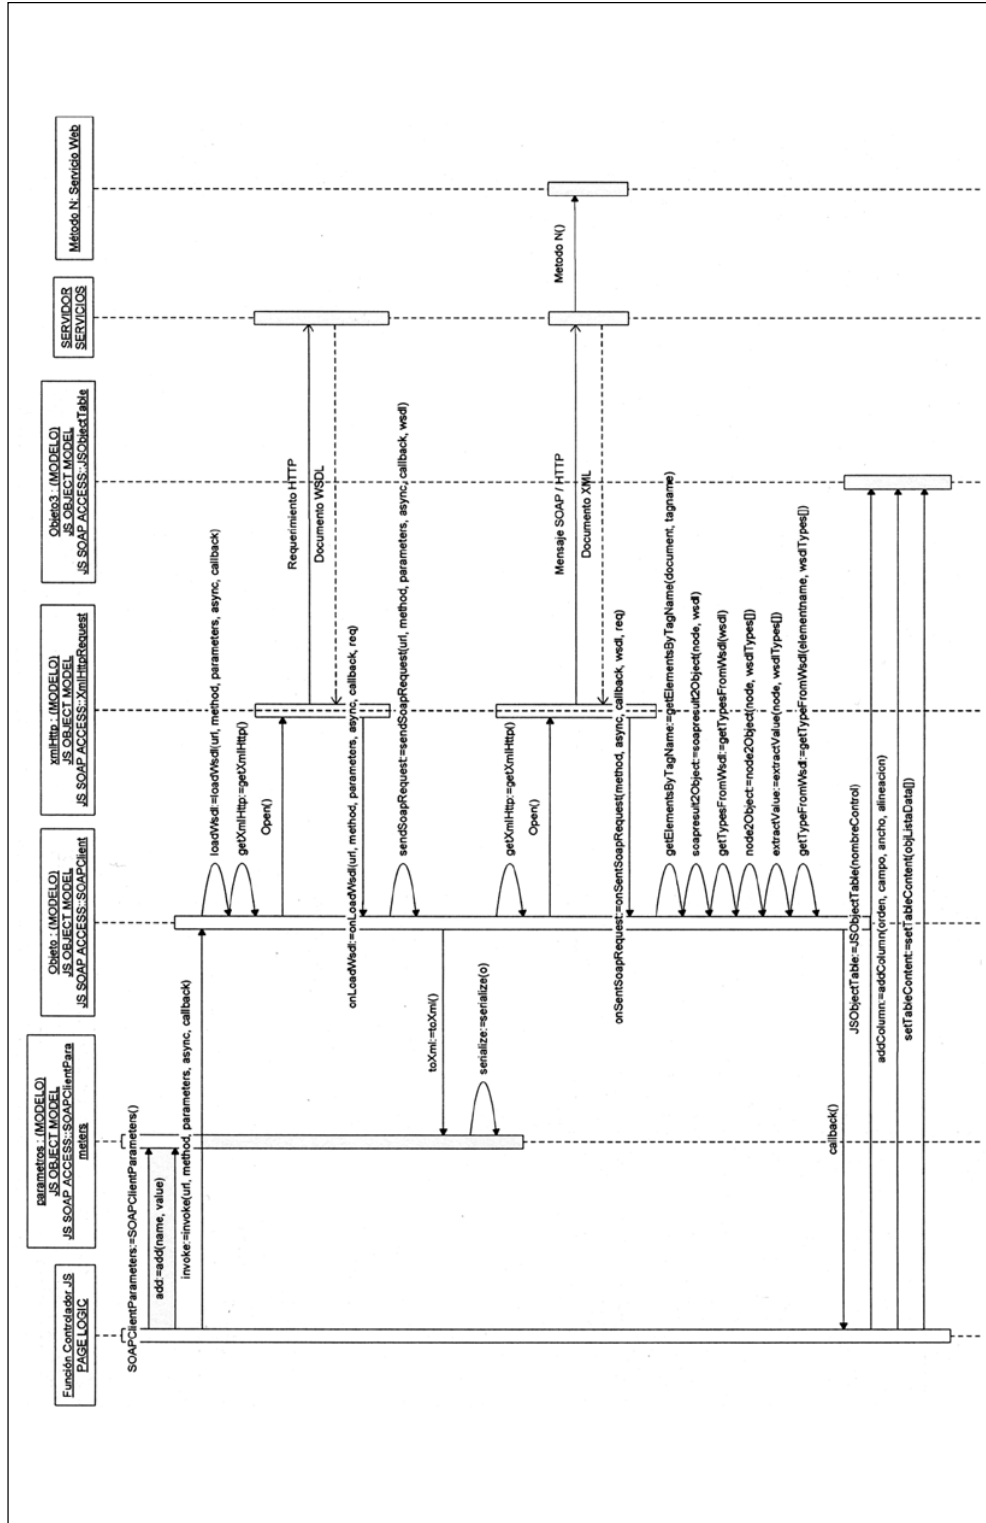 Función Controlador JS
PAGE LOGIC
parametros : (MODELO)
JS OBJECT MODEL
JS SOAP ACCESS::SOAPClientPara
meters
Objeto : (MODELO)
JS OBJECT MODEL
JS SOAP ACCESS::SOAPClient
xmlHttp : (MODELO)
JS OBJECT MODEL
JS SOAP ACCESS::XmlHttpRequest
Objeto3 : (MODELO)
JS OBJECT MODEL
JS SOAP ACCESS::JSObjectTable
SERVIDOR
SERVICIOS
Método N: Servicio Web
SOAPClientParameters:=SOAPClientParameters()
add:=add(name, value)
invoke:=invoke(url, method, parameters, async, callback)
loadWsdl:=loadWsdl(url, method, parameters, async, callback)
getXmlHttp:=getXmlHttp()
Open()
Requerimiento HTTP
Documento WSDL
onLoadWsdl:=onLoadWsdl(url, method, parameters, async, callback, req)
sendSoapRequest:=sendSoapRequest(url, method, parameters, async, callback, wsdl)
toXml:=toXml()
serialize:=serialize(o)
getXmlHttp:=getXmlHttp()
Open()
Mensaje SOAP / HTTP
Metodo N()
Documento XML
onSentSoapRequest:=onSentSoapRequest(method, async, callback, wsdl, req)
getElementsByTagName:=getElementsByTagName(document, tagname)
soapresult2Object:=soapresult2Object(node, wsdl)
getTypesFromWsdl:=getTypesFromWsdl(wsdl)
node2Object:=node2Object(node, wsdlTypes[])
extractValue:=extractValue(node, wsdlTypes[])
getTypeFromWsdl:=getTypeFromWsdl(elementname, wsdlTypes[])
callback()
JSObjectTable:=JSObjectTable(nombreControl)
addColumn:=addColumn(orden, campo, ancho, alineacion)
setTableContent:=setTableContent(objListaData[])